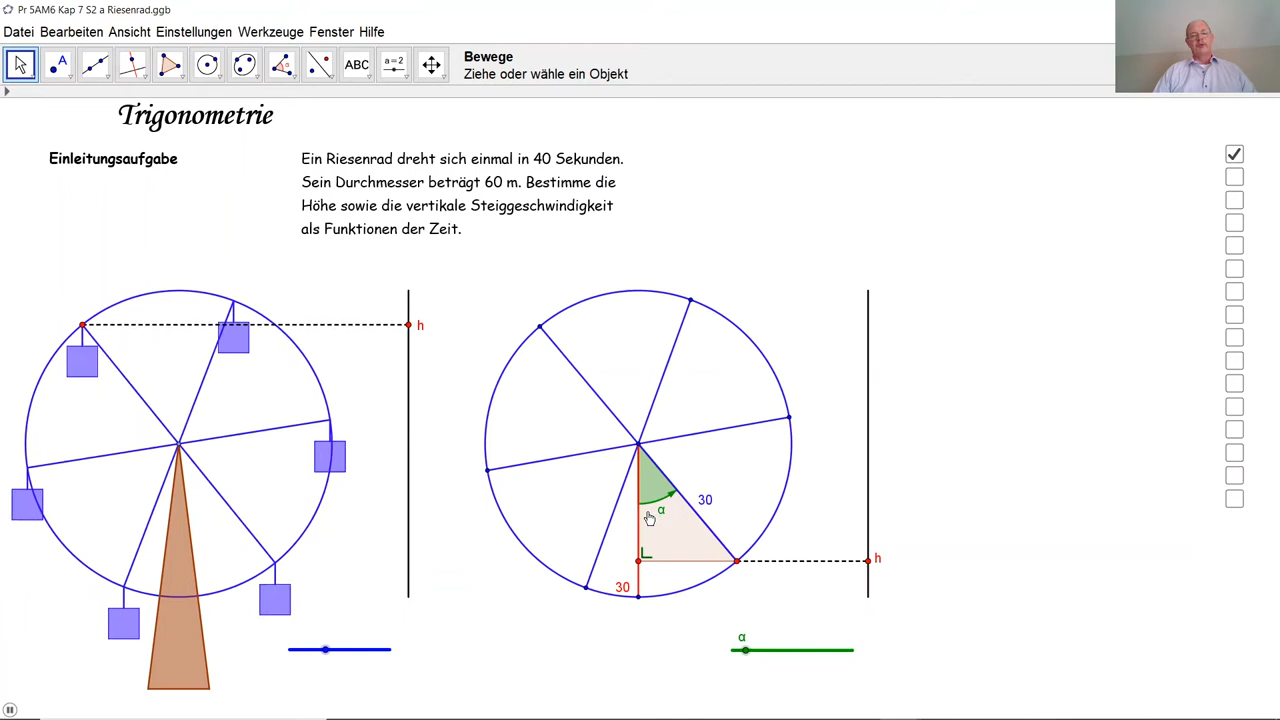 Pr 5AM6 Kap 7 S2 a Riesenrad.ggb
Datei Bearbeiten Ansicht Einstellungen Werkzeuge Fenster Hilfe
A
ABC
a=2
Bewege
Ziehe oder wähle ein Objekt
Trigonometrie
Einleitungsaufgabe
Ein Riesenrad dreht sich einmal in 40 Sekunden.
Sein Durchmesser beträgt 60 m. Bestimme die
Höhe sowie die vertikale Steiggeschwindigkeit
als Funktionen der Zeit.
h
30
α
h
30
α